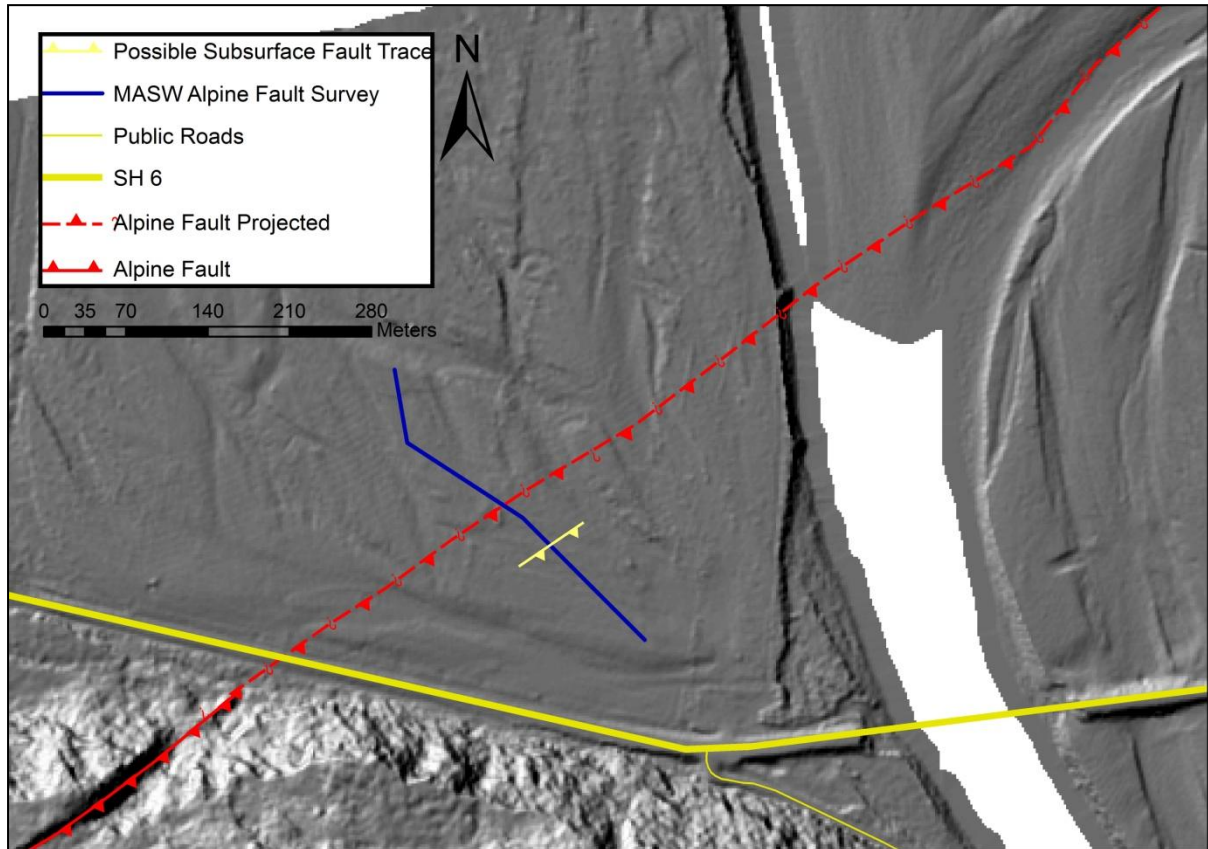 Possible Subsurface Fault Trace
MASW Alpine Fault Survey
Public Roads
SH 6
? Alpine Fault Projected
Alpine Fault
N
0 35 70 140 210 280
Meters